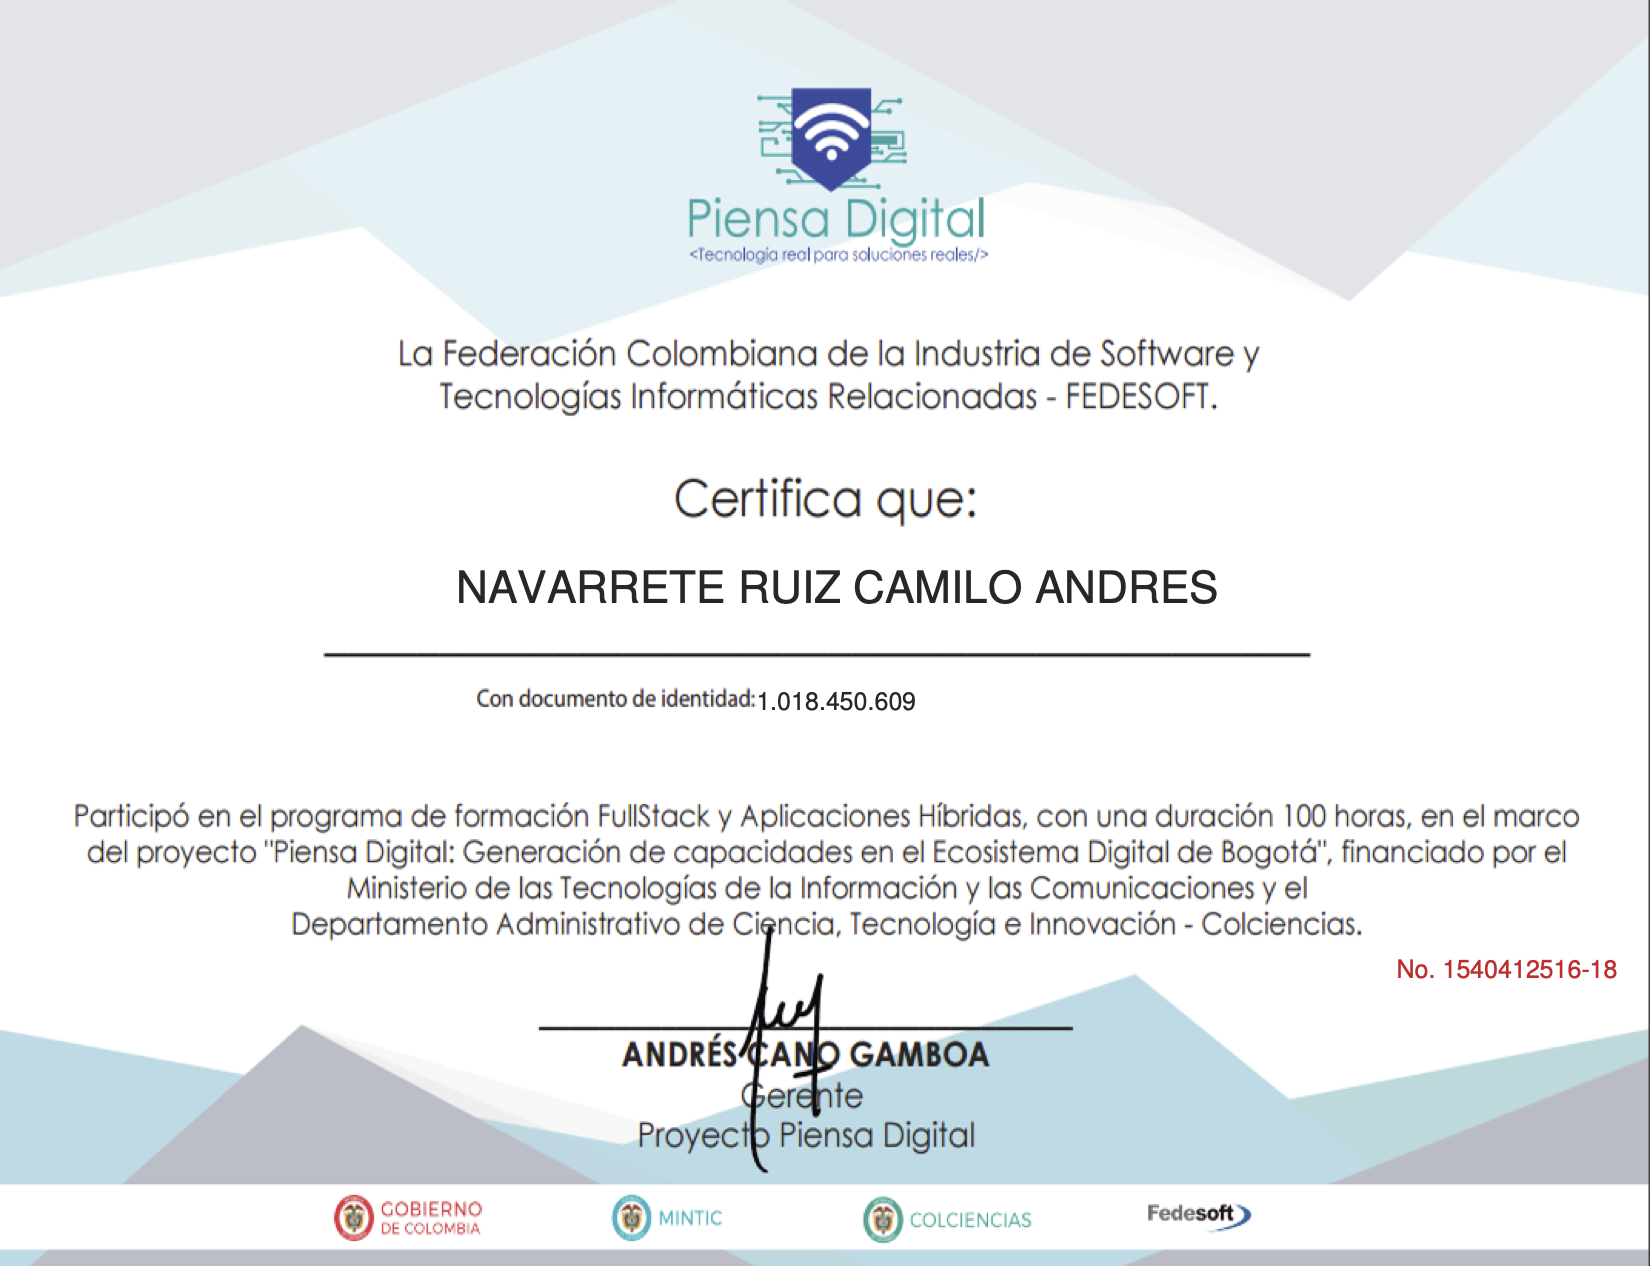 Piensa Digital
<Tecnología real para soluciones reales/>
La Federación Colombiana de la Industria de Software y
Tecnologías Informáticas Relacionadas - FEDESOFT.
Certifica que:
NAVARRETE RUIZ CAMILO ANDRES
Con documento de identidad:1.018.450.609
Participó en el programa de formación FullStack y Aplicaciones Híbridas, con una duración 100 horas, en el marco
del proyecto "Piensa Digital: Generación de capacidades en el Ecosistema Digital de Bogotá", financiado por el
Ministerio de las Tecnologías de la Información y las Comunicaciones y el
Departamento Administrativo de Ciencia, Tecnología e Innovación - Colciencias.
No. 1540412516-18
ANDRÉS CANO GAMBOA
Gerente
Proyecto Piensa Digital
GOBIERNO
DE COLOMBIA
MINTIC
COLCIENCIAS
Fedesoft